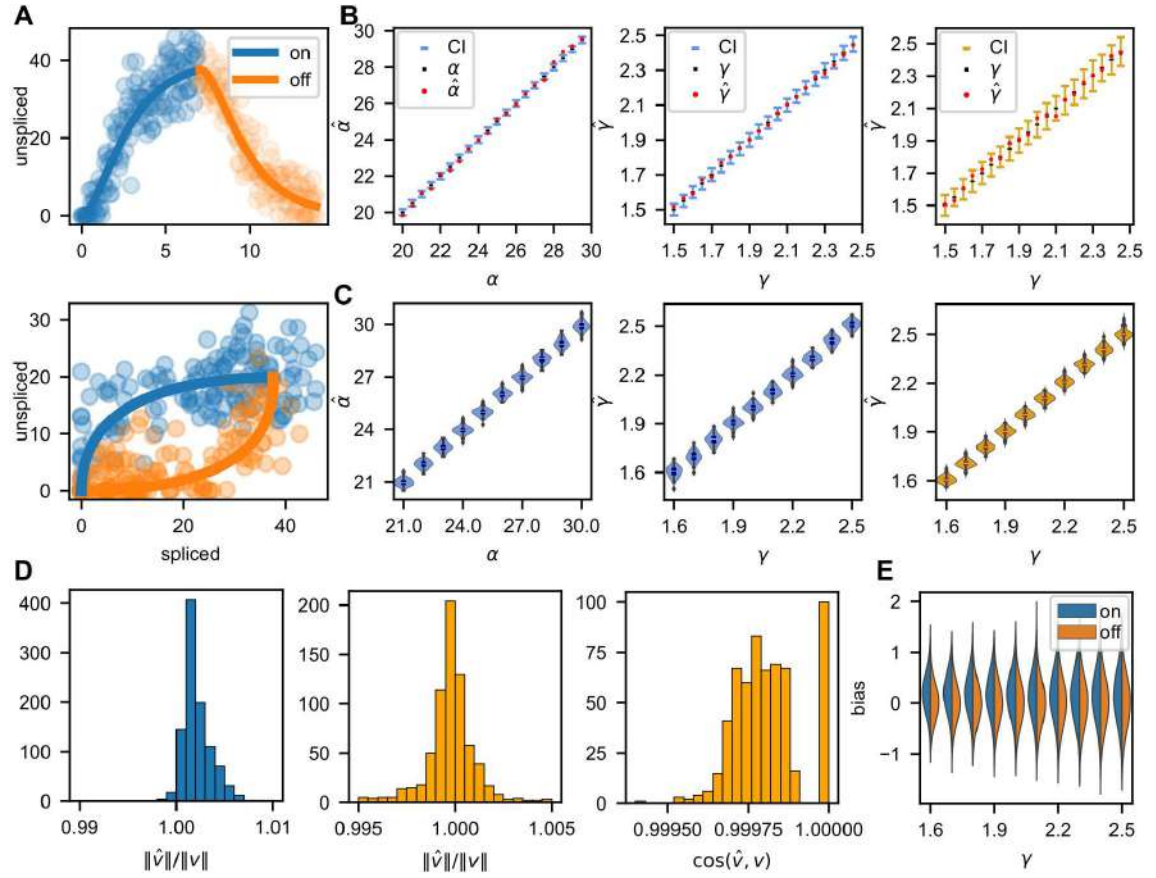 A
unspliced
40
20
0
0
5
10
on
off
B
α̂
30
28
26
24
22
20
20
22
24
26
28
30
α
CI
α
α̂
γ̂
2.5
2.3
2.1
1.9
1.7
1.5
1.5
1.7
1.9
2.1
2.3
2.5
γ
CI
γ
γ̂
γ̂
2.5
2.3
2.1
1.9
1.7
1.5
1.5
1.7
1.9
2.1
2.3
2.5
γ
CI
γ
γ̂
unspliced
30
20
10
0
0
20
40
spliced
C
α̂
30
27
24
21
21.0
24.0
27.0
30.0
α
γ̂
2.5
2.2
1.9
1.6
1.6
1.9
2.2
2.5
γ
γ̂
2.5
2.2
1.9
1.6
1.6
1.9
2.2
2.5
γ
D
400
300
200
100
0
0.99
1.00
1.01
‖v̂‖/‖v‖
200
150
100
50
0
0.995
1.000
1.005
‖v̂‖/‖v‖
100
75
50
25
0
0.99950
0.99975
1.00000
cos(v̂, v)
E
bias
2
1
0
−1
1.6
1.9
2.2
2.5
γ
on
off